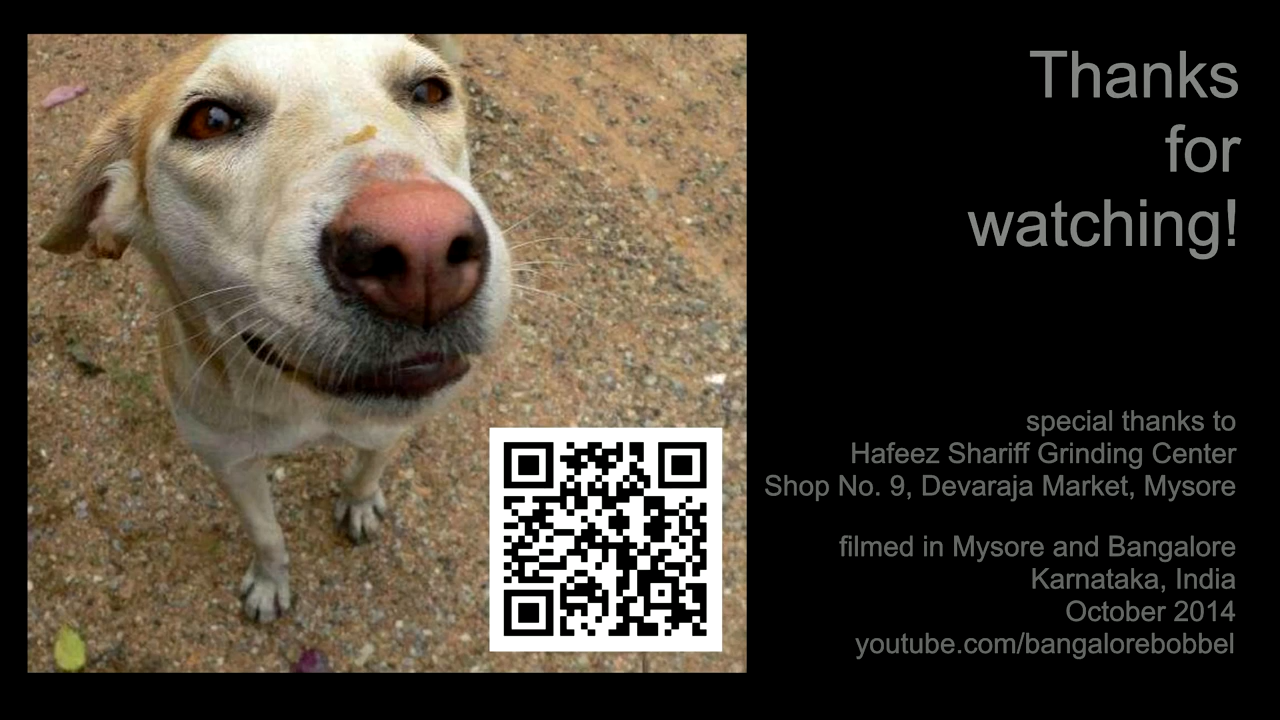 Thanks
for
watching!
special thanks to
Hafeez Shariff Grinding Center
Shop No. 9, Devaraja Market, Mysore
filmed in Mysore and Bangalore
Karnataka, India
October 2014
youtube.com/bangalorebobbel